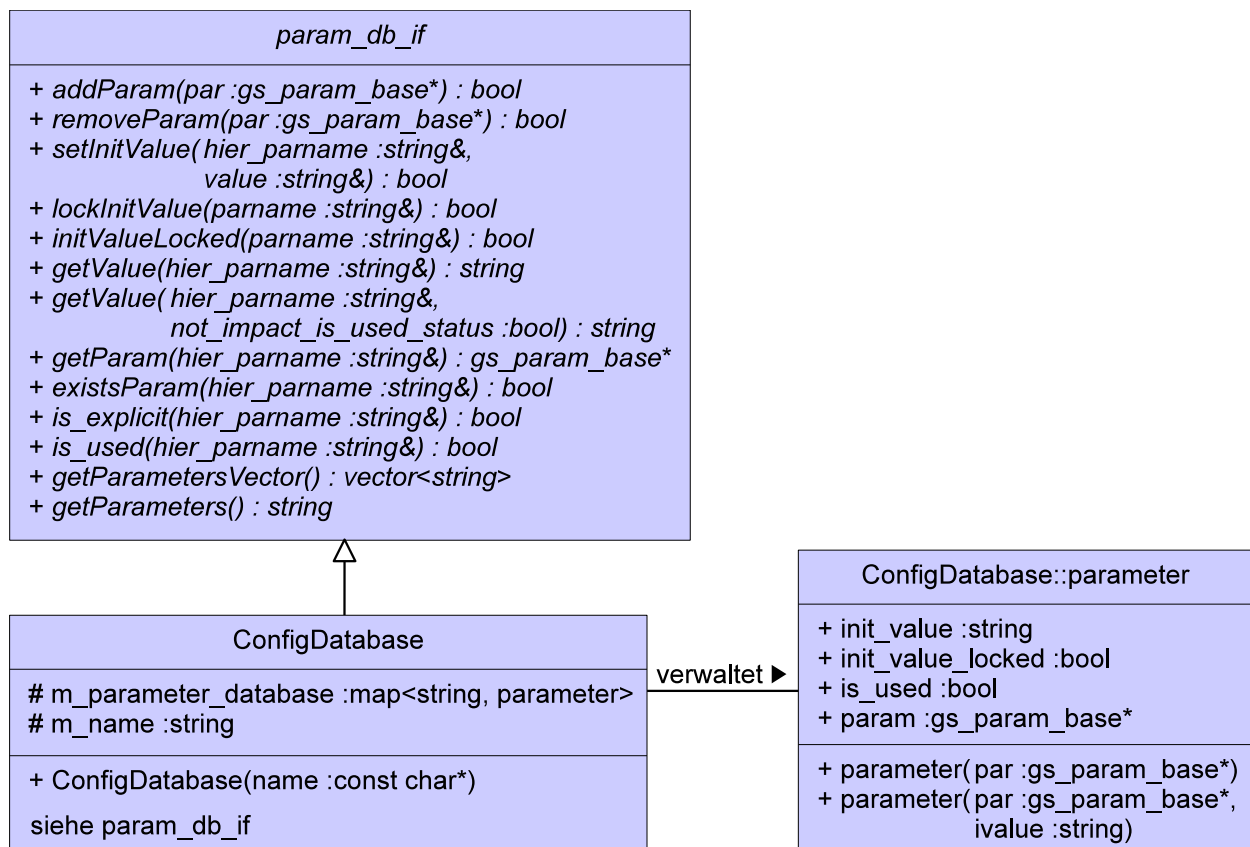 param_db_if
+ addParam(par :gs_param_base*) : bool
+ removeParam(par :gs_param_base*) : bool
+ setInitValue( hier_parname :string&,
value :string&) : bool
+ lockInitValue(parname :string&) : bool
+ initValueLocked(parname :string&) : bool
+ getValue(hier_parname :string&) : string
+ getValue( hier_parname :string&,
not_impact_is_used_status :bool) : string
+ getParam(hier_parname :string&) : gs_param_base*
+ existsParam(hier_parname :string&) : bool
+ is_explicit(hier_parname :string&) : bool
+ is_used(hier_parname :string&) : bool
+ getParametersVector() : vector<string>
+ getParameters() : string
ConfigDatabase
# m_parameter_database :map<string, parameter>
# m_name :string
+ ConfigDatabase(name :const char*)
siehe param_db_if
verwaltet ▶
ConfigDatabase::parameter
+ init_value :string
+ init_value_locked :bool
+ is_used :bool
+ param :gs_param_base*
+ parameter( par :gs_param_base*)
+ parameter( par :gs_param_base*,
ivalue :string)